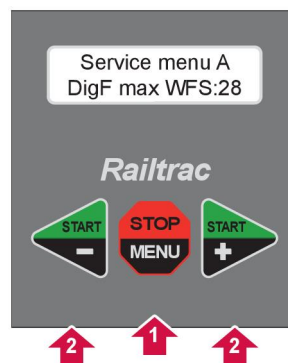 Service menu A
DigF max WFS:28
Railtrac
START
-
STOP
MENU
START
+
2
1
2